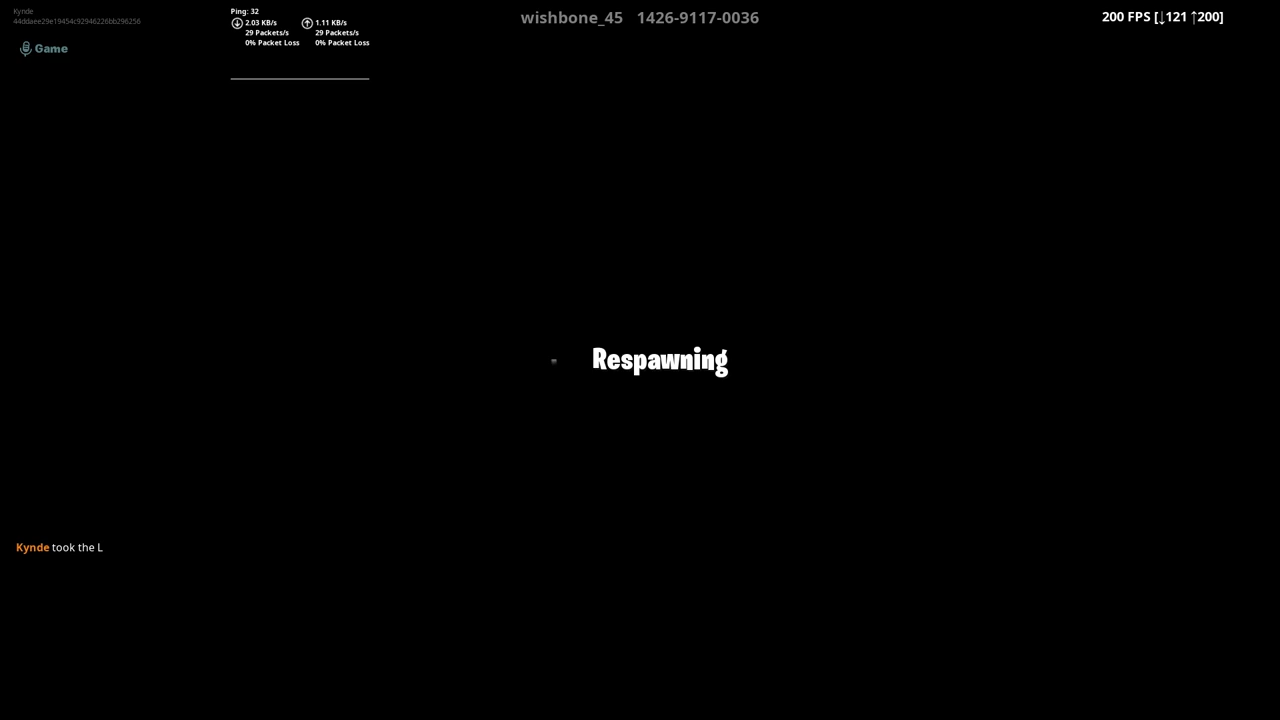 Kynde
44ddaee29e19454c92946226bb296256
Game
Ping: 32
2.03 KB/s 1.11 KB/s
29 Packets/s 29 Packets/s
0% Packet Loss 0% Packet Loss
wishbone_45 1426-9117-0036
200 FPS [↓121 ↑200]
Respawning
Kynde took the L